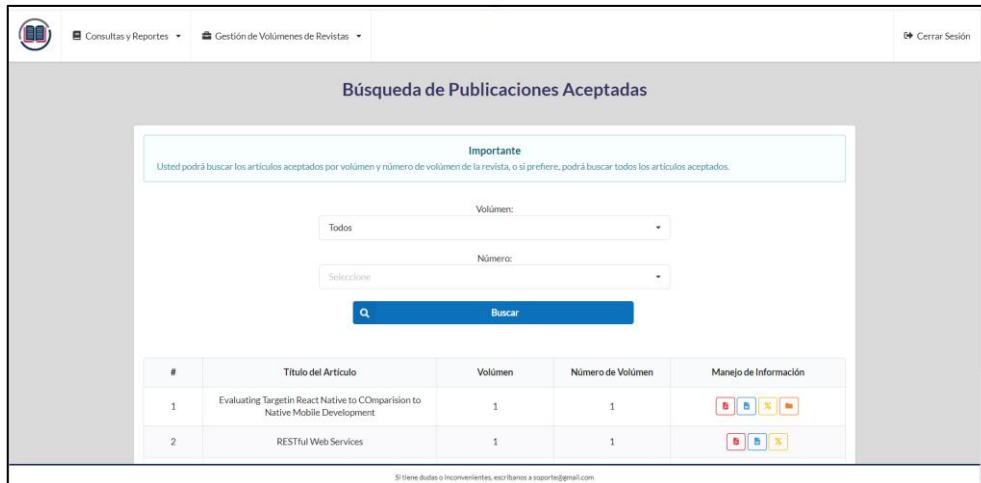 Consultas y Reportes
Gestión de Volúmenes de Revistas
Cerrar Sesión
Búsqueda de Publicaciones Aceptadas
Importante
Usted podrá buscar los artículos aceptados por volúmen y número de volúmen de la revista, o si prefiere, podrá buscar todos los artículos aceptados.
Volúmen:
Todos
Número:
Seleccione
Buscar
# Título del Artículo Volúmen Número de Volúmen Manejo de Información
1 Evaluating Targetin React Native to COmparision to
Native Mobile Development 1 1
2 RESTful Web Services 1 1
Si tiene dudas o inconvenientes, escríbanos a soporte@gmail.com